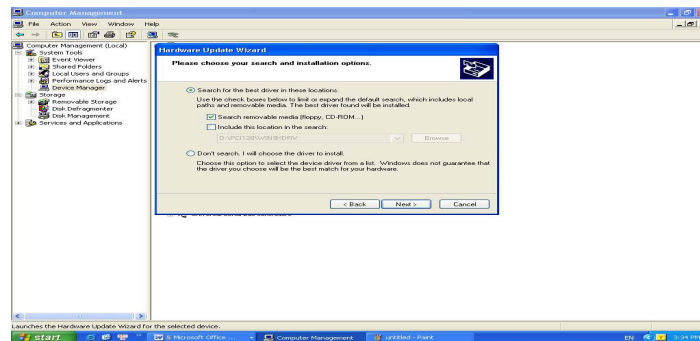 Computer Management
File Action View Window Help
Computer Management (Local)
System Tools
Event Viewer
Shared Folders
Local Users and Groups
Performance Logs and Alerts
Device Manager
Storage
Removable Storage
Disk Defragmenter
Disk Management
Services and Applications
Hardware Update Wizard
Please choose your search and installation options.
Search for the best driver in these locations.
Use the check boxes below to limit or expand the default search, which includes local
paths and removable media. The best driver found will be installed.
Search removable media (floppy, CD-ROM...)
Include this location in the search:
Browse
Don't search. I will choose the driver to install.
Choose this option to select the device driver from a list. Windows does not guarantee that
the driver you choose will be the best match for your hardware.
< Back Next > Cancel
Launches the Hardware Update Wizard for the selected device.
start 5 Microsoft Office ... Computer Management untitled - Paint EN 3:34 PM